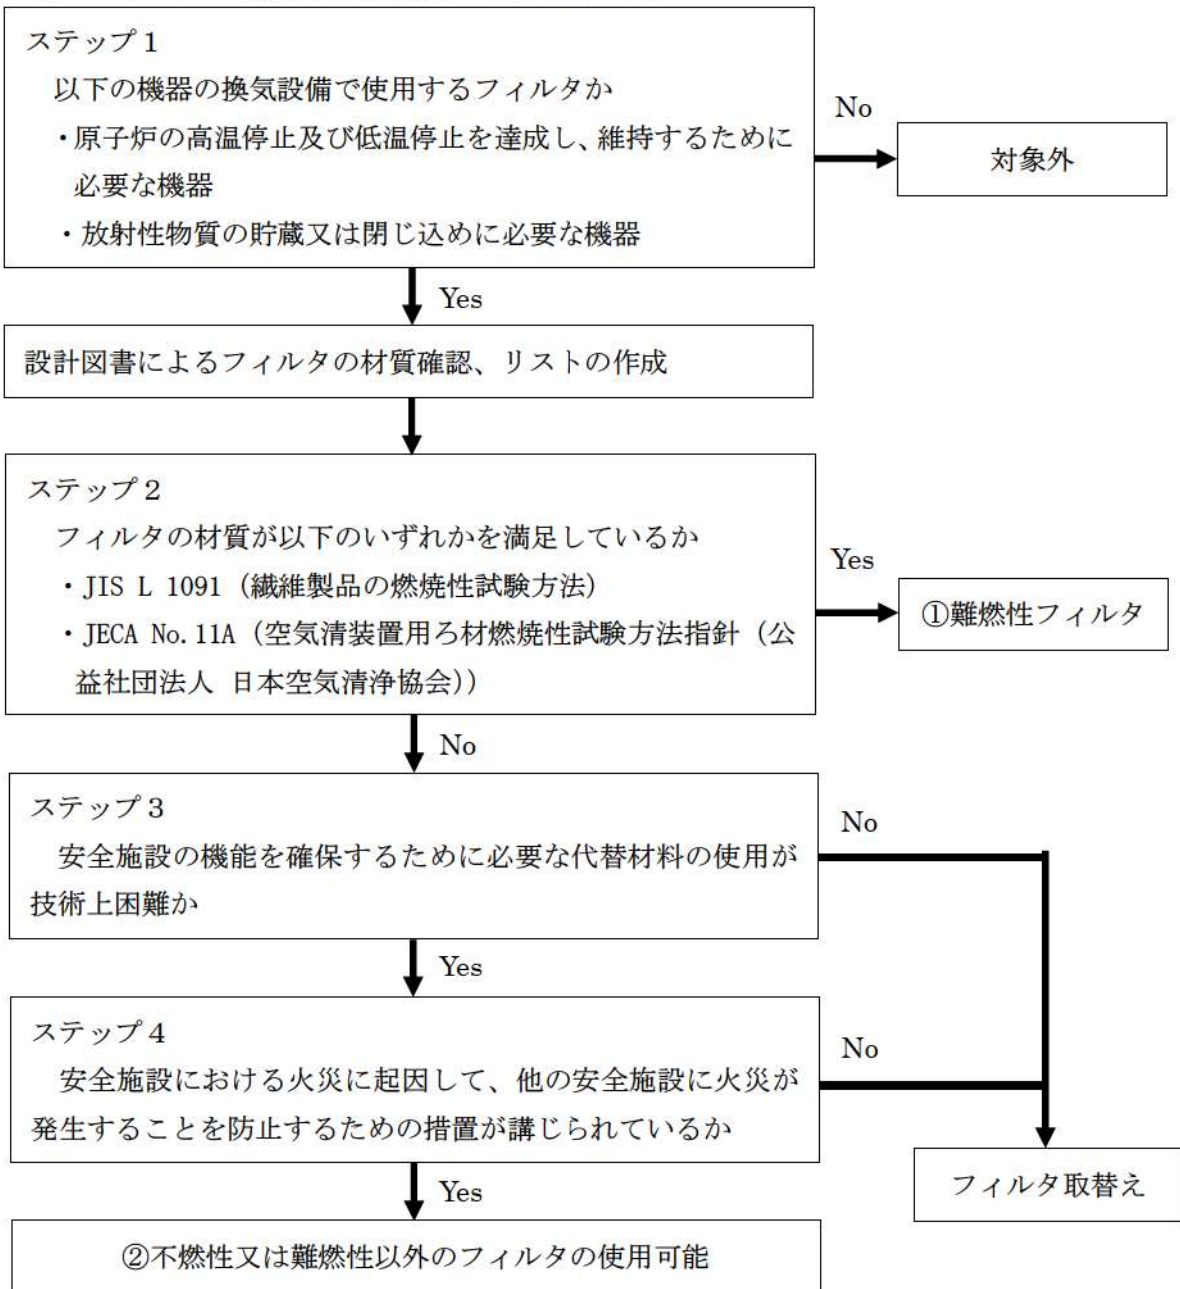 ステップ１
以下の機器の換気設備で使用するフィルタか
・原子炉の高温停止及び低温停止を達成し、維持するために
必要な機器
・放射性物質の貯蔵又は閉じ込めに必要な機器
No
対象外
Yes
設計図書によるフィルタの材質確認、リストの作成
ステップ２
フィルタの材質が以下のいずれかを満足しているか
・JIS L 1091（繊維製品の燃焼性試験方法）
・JECA No.11A（空気清装置用ろ材燃焼性試験方法指針（公
益社団法人 日本空気清浄協会））
Yes
①難燃性フィルタ
No
ステップ３
安全施設の機能を確保するために必要な代替材料の使用が
技術上困難か
No
Yes
ステップ４
安全施設における火災に起因して、他の安全施設に火災が
発生することを防止するための措置が講じられているか
No
フィルタ取替え
Yes
②不燃性又は難燃性以外のフィルタの使用可能